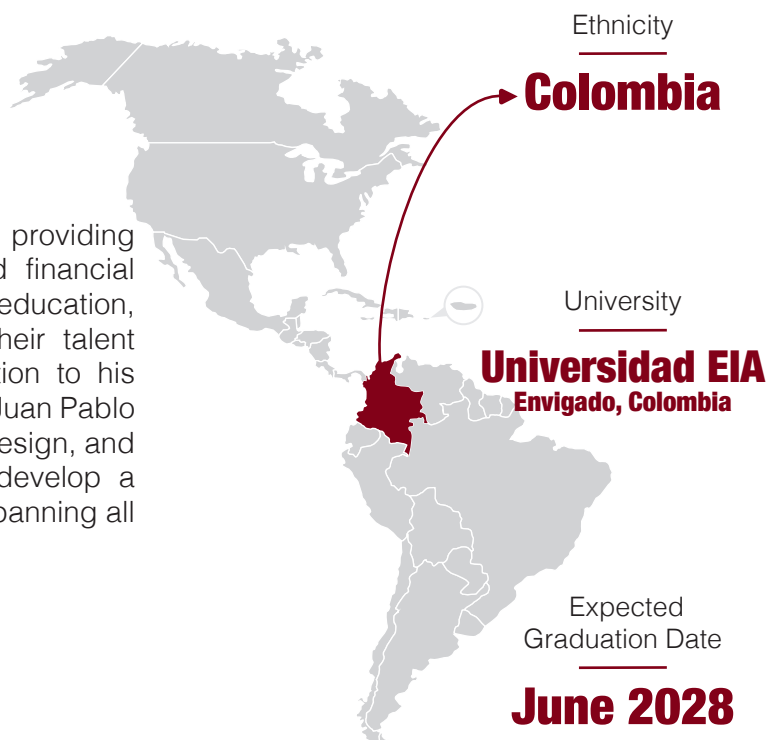 Ethnicity
Colombia
providing
d financial
education,
heir talent
tion to his
Juan Pablo
esign, and
develop a
panning all
University
Universidad EIA
Envigado, Colombia
Expected
Graduation Date
June 2028